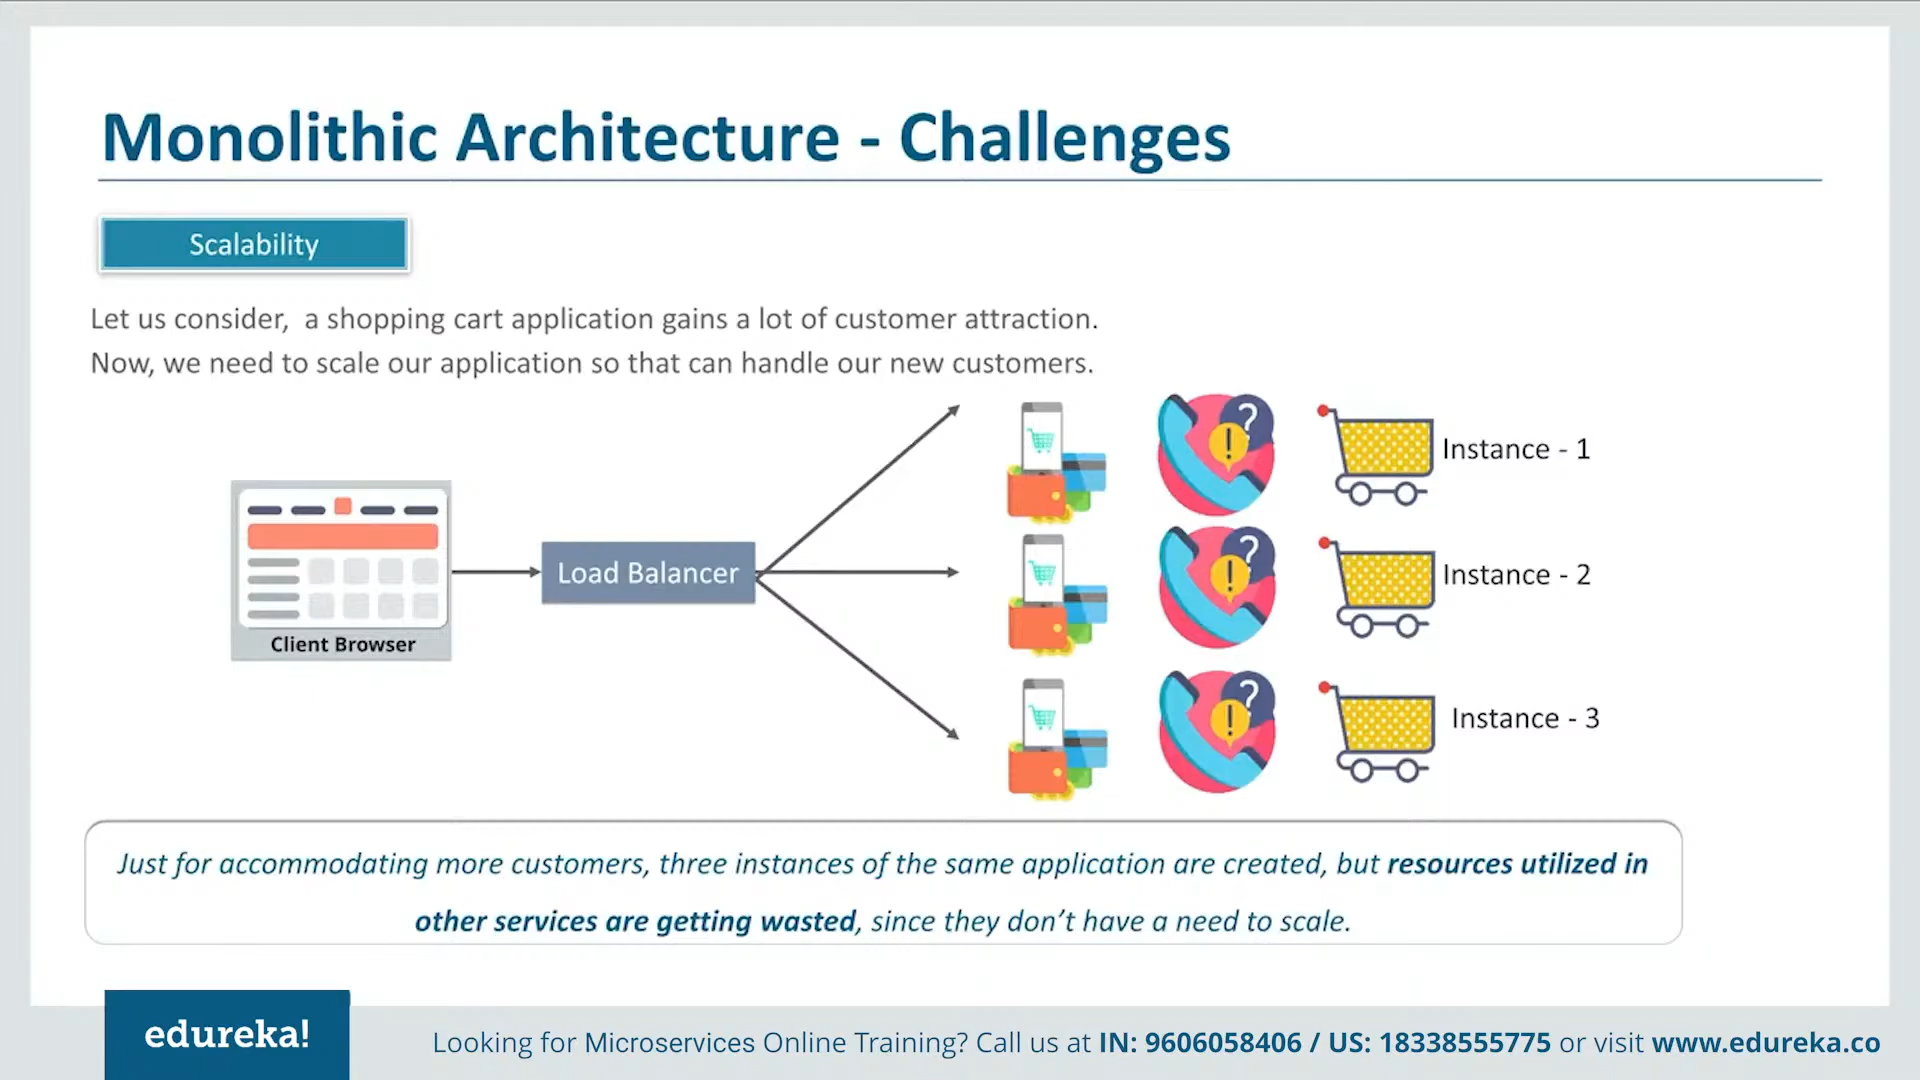 Monolithic Architecture - Challenges
Scalability
Let us consider,  a shopping cart application gains a lot of customer attraction.
Now, we need to scale our application so that can handle our new customers.
Client Browser
Load Balancer
? !
Instance - 1
? !
Instance - 2
? !
Instance - 3
Just for accommodating more customers, three instances of the same application are created, but resources utilized in
other services are getting wasted, since they don’t have a need to scale.
edureka!
Looking for Microservices Online Training? Call us at IN: 9606058406 / US: 18338555775 or visit www.edureka.co